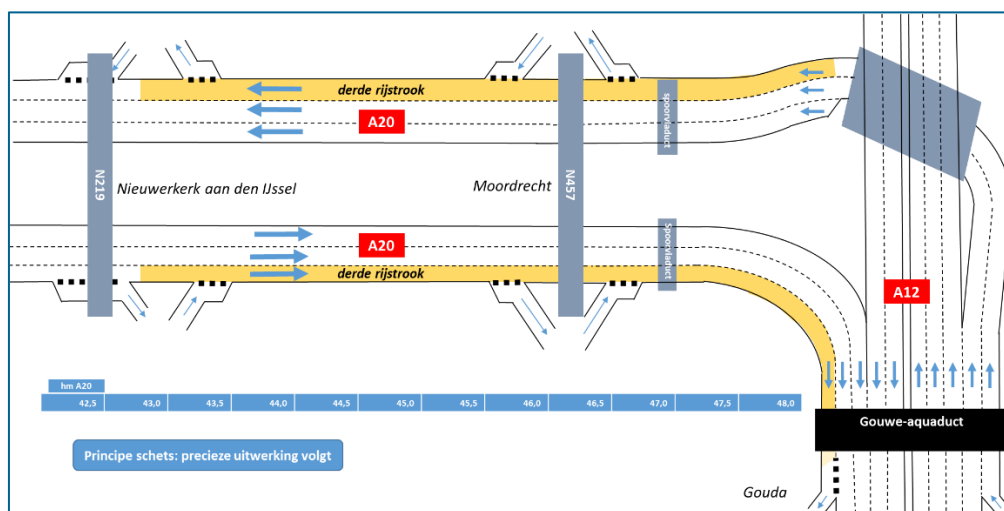 derde rijstrook
A20
spoorviaduct
N219
Nieuwerkerk aan den IJssel
Moordrecht
N457
A20
Spoorviaduct
derde rijstrook
A12
hm A20
42,5 43,0 43,5 44,0 44,5 45,0 45,5 46,0 46,5 47,0 47,5 48,0
Gouwe-aquaduct
Principe schets: precieze uitwerking volgt
Gouda